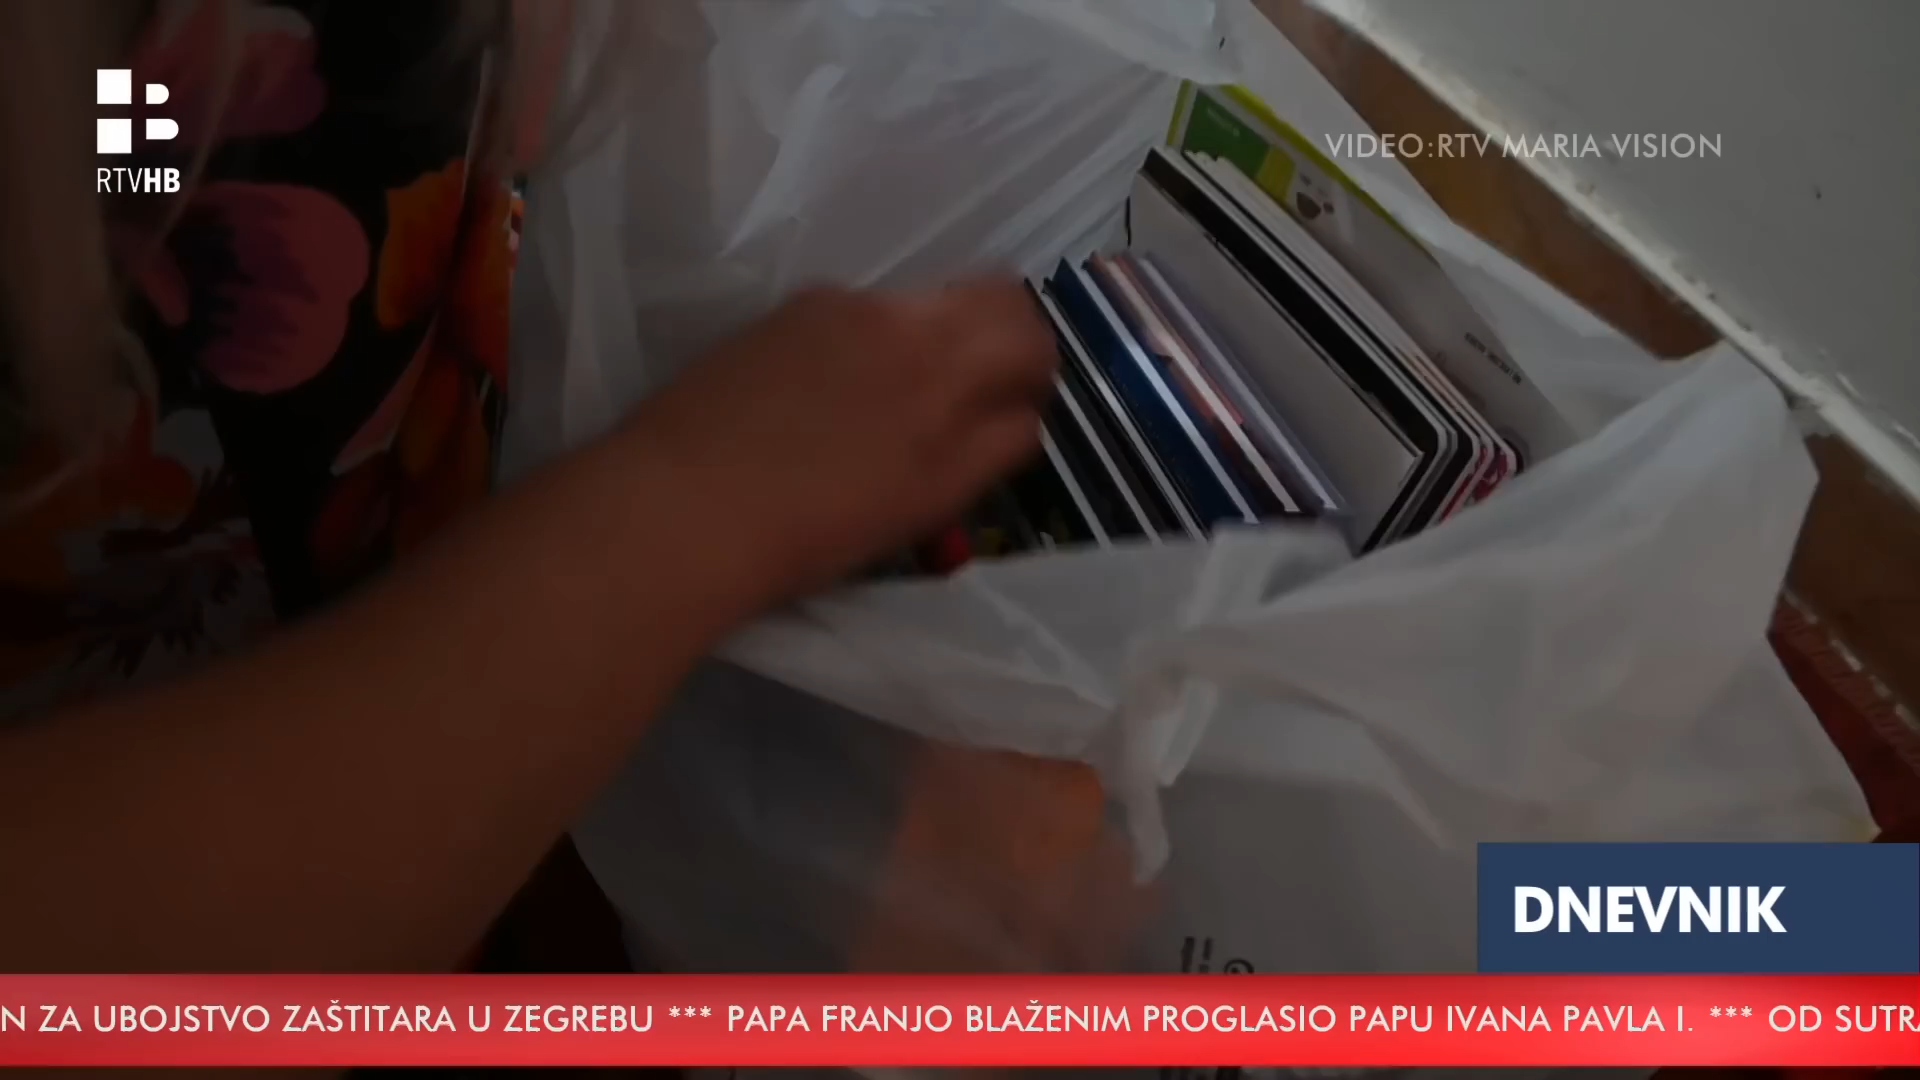 RTVHB
VIDEO:RTV MARIA VISION
DNEVNIK
N ZA UBOJSTVO ZAŠTITARA U ZEGREBU *** PAPA FRANJO BLAŽENIM PROGLASIO PAPU IVANA PAVLA I. *** OD SUTRA